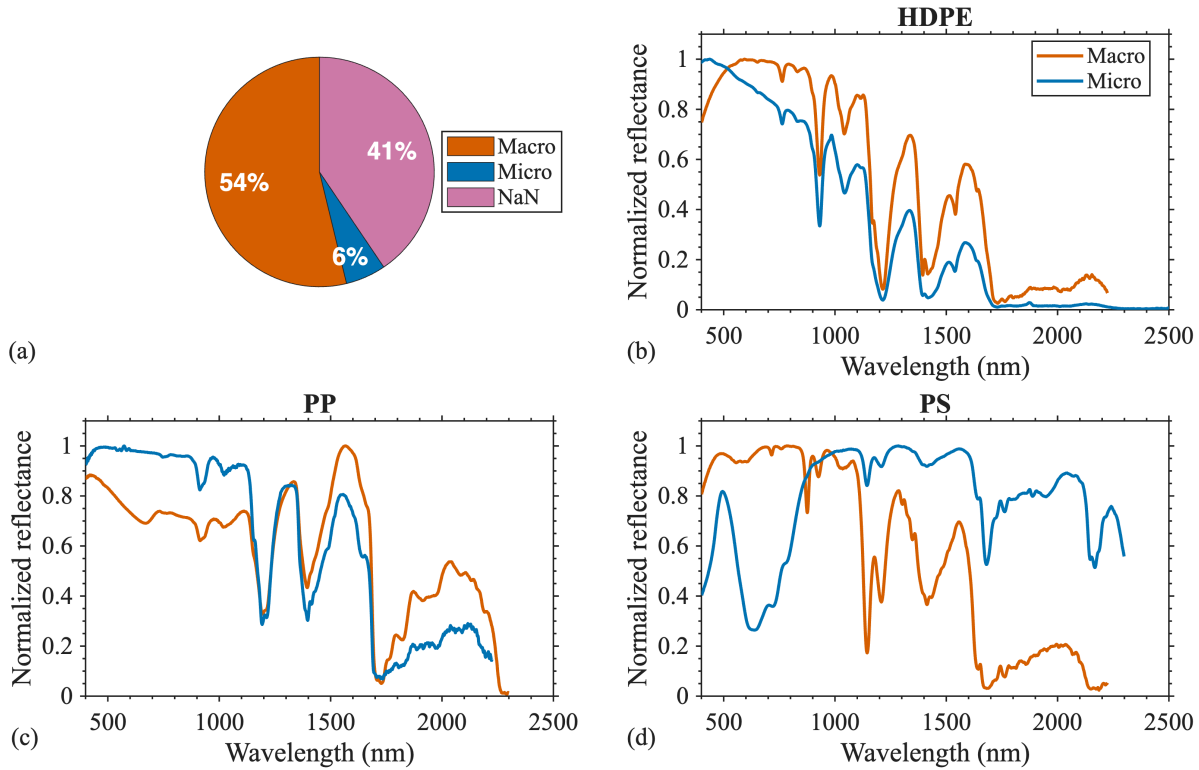 54%
41%
6%
Macro
Micro
NaN
(a)
HDPE
Macro
Micro
Normalized reflectance
1
0.8
0.6
0.4
0.2
0
500 1000 1500 2000 2500
Wavelength (nm)
(b)
PP
Normalized reflectance
1
0.8
0.6
0.4
0.2
0
500 1000 1500 2000 2500
Wavelength (nm)
(c)
PS
Normalized reflectance
1
0.8
0.6
0.4
0.2
0
500 1000 1500 2000 2500
Wavelength (nm)
(d)